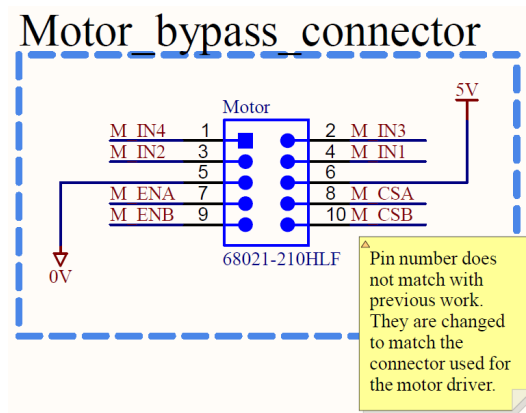 Motor_bypass_connector
5V
Motor
M_IN4 1 2 M_IN3
M_IN2 3 4 M_IN1
5 6
M_ENA 7 8 M_CSA
M_ENB 9 10 M_CSB
0V
68021-210HLF
Pin number does
not match with
previous work.
They are changed
to match the
connector used for
the motor driver.